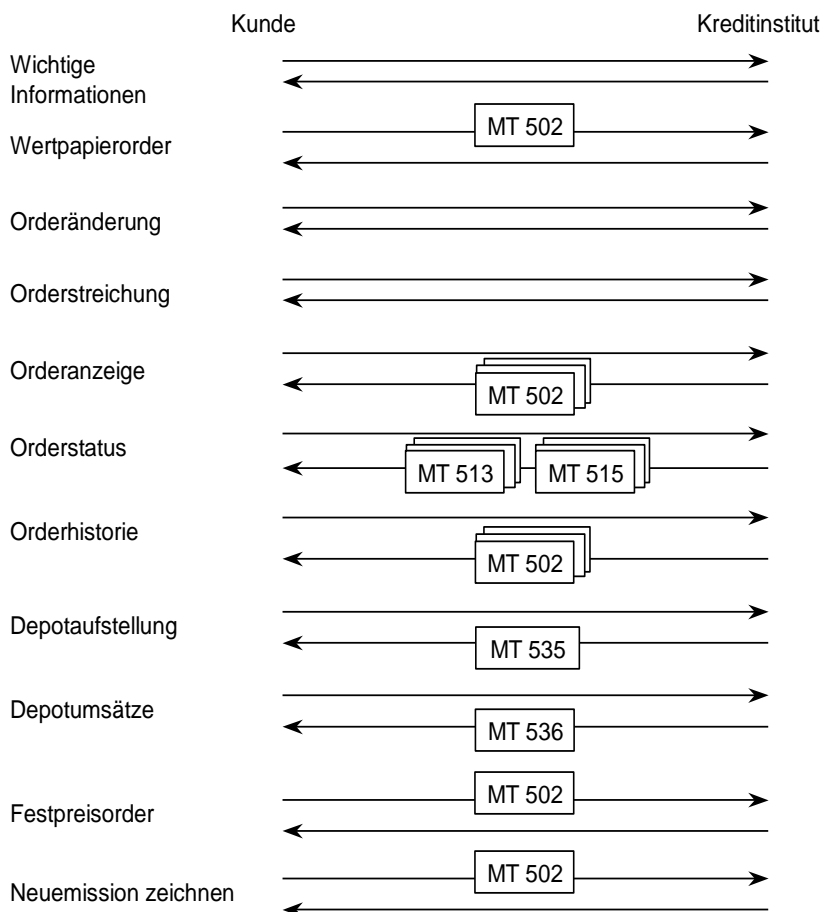 Kunde Kreditinstitut
Wichtige
Informationen
MT 502
Wertpapierorder
Orderänderung
Orderstreichung
Orderanzeige
MT 502
Orderstatus
MT 513 MT 515
Orderhistorie
MT 502
Depotaufstellung
MT 535
Depotumsätze
MT 536
MT 502
Festpreisorder
MT 502
Neuemission zeichnen